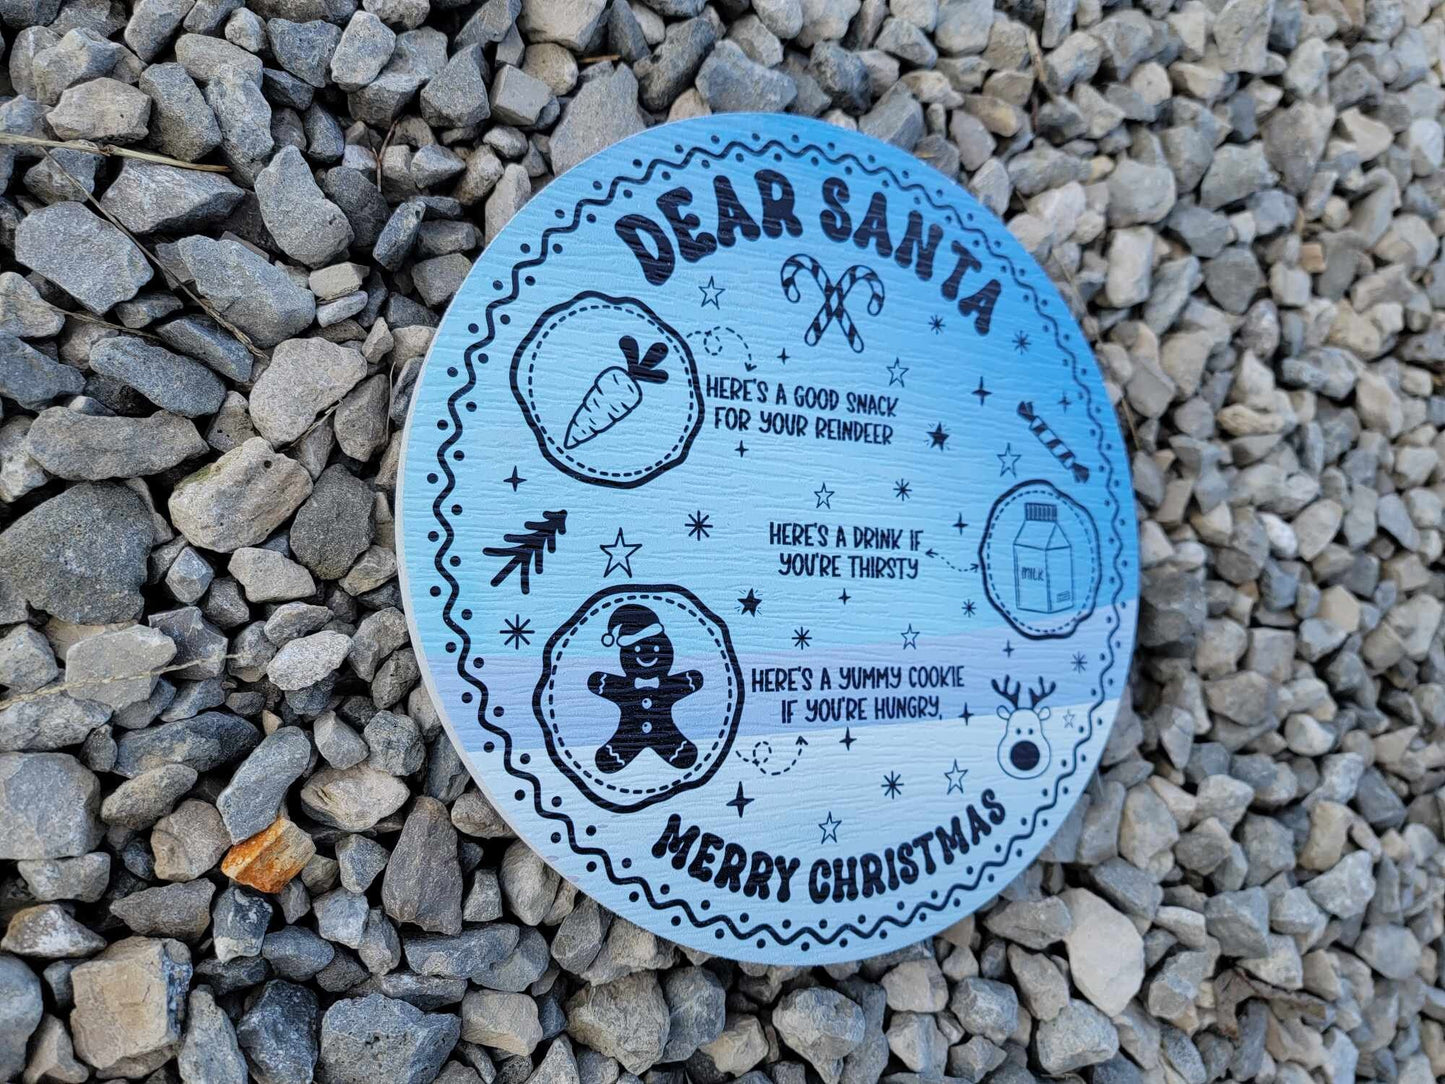 DEAR SANTA
HERE'S A GOOD SNACK
FOR YOUR REINDEER
HERE'S A DRINK IF
YOU'RE THIRSTY
MILK
HERE'S A YUMMY COOKIE
IF YOU'RE HUNGRY.
MERRY CHRISTMAS